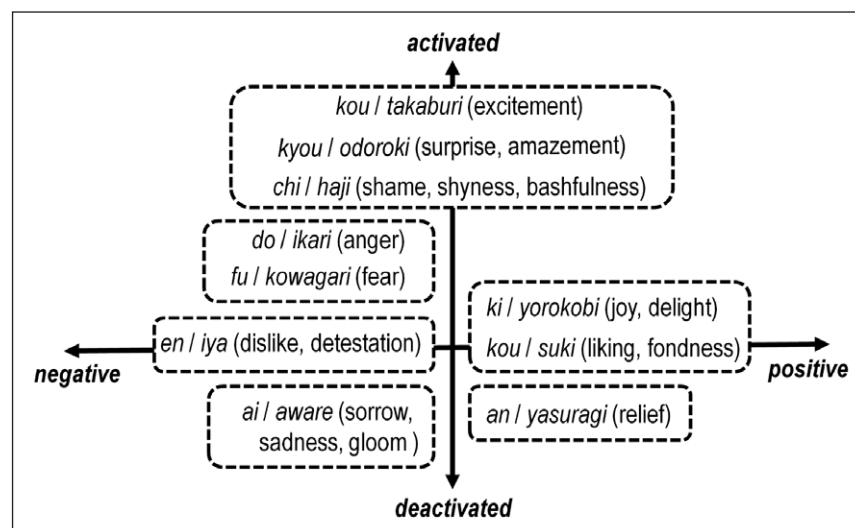 activated
kou / takaburi (excitement)
kyou / odoroki (surprise, amazement)
chi / haji (shame, shyness, bashfulness)
do / ikari (anger)
fu / kowagari (fear)
ki / yorokobi (joy, delight)
kou / suki (liking, fondness)
en / iya (dislike, detestation)
negative
positive
ai / aware (sorrow,
sadness, gloom )
an / yasuragi (relief)
deactivated